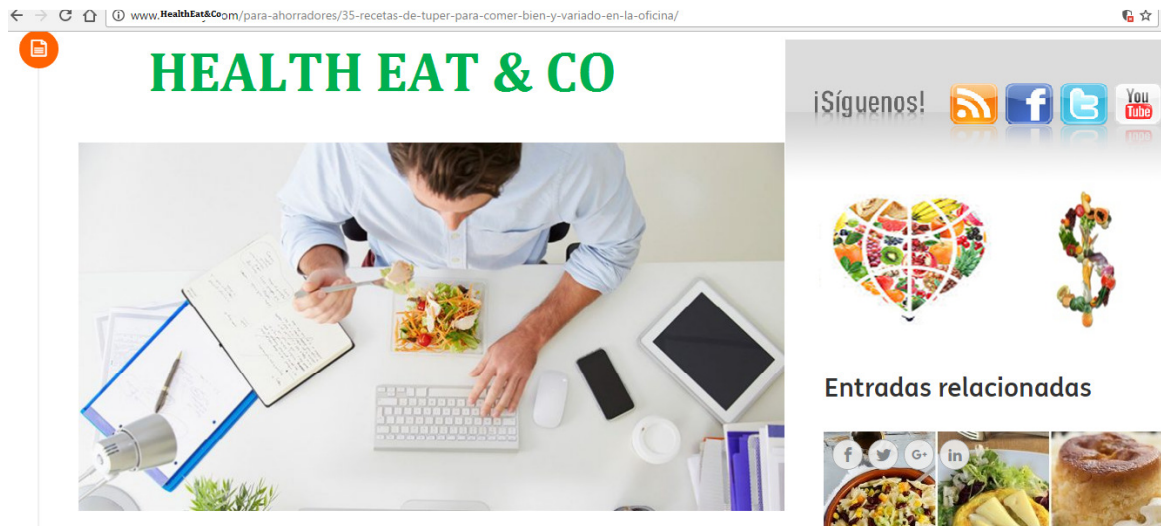 www.HealthEat&Co.com/para-ahorradores/35-recetas-de-tuper-para-comer-bien-y-variado-en-la-oficina/
HEALTH EAT & CO
¡Síguenos!
You
Tube
Entradas relacionadas
G+
in